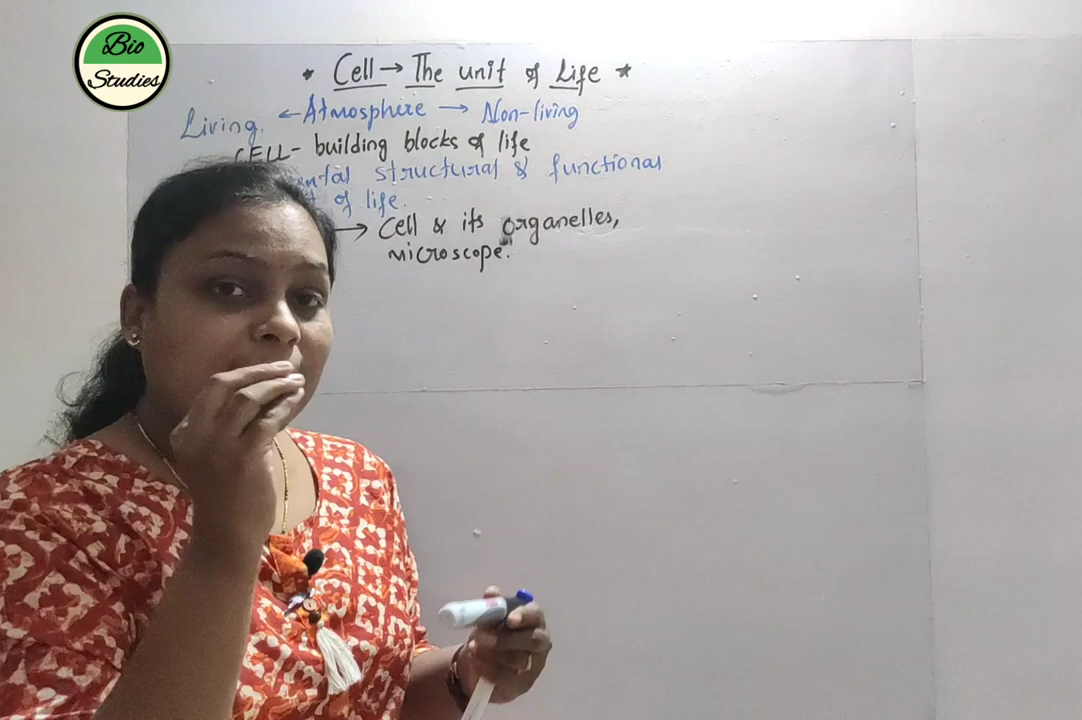 Bio
Studies
* Cell → The unit of Life *
Living. ← Atmosphire → Non-living
CELL - building blocks of life
structural & functional
of life.
→ Cell & its organelles,
microscope.